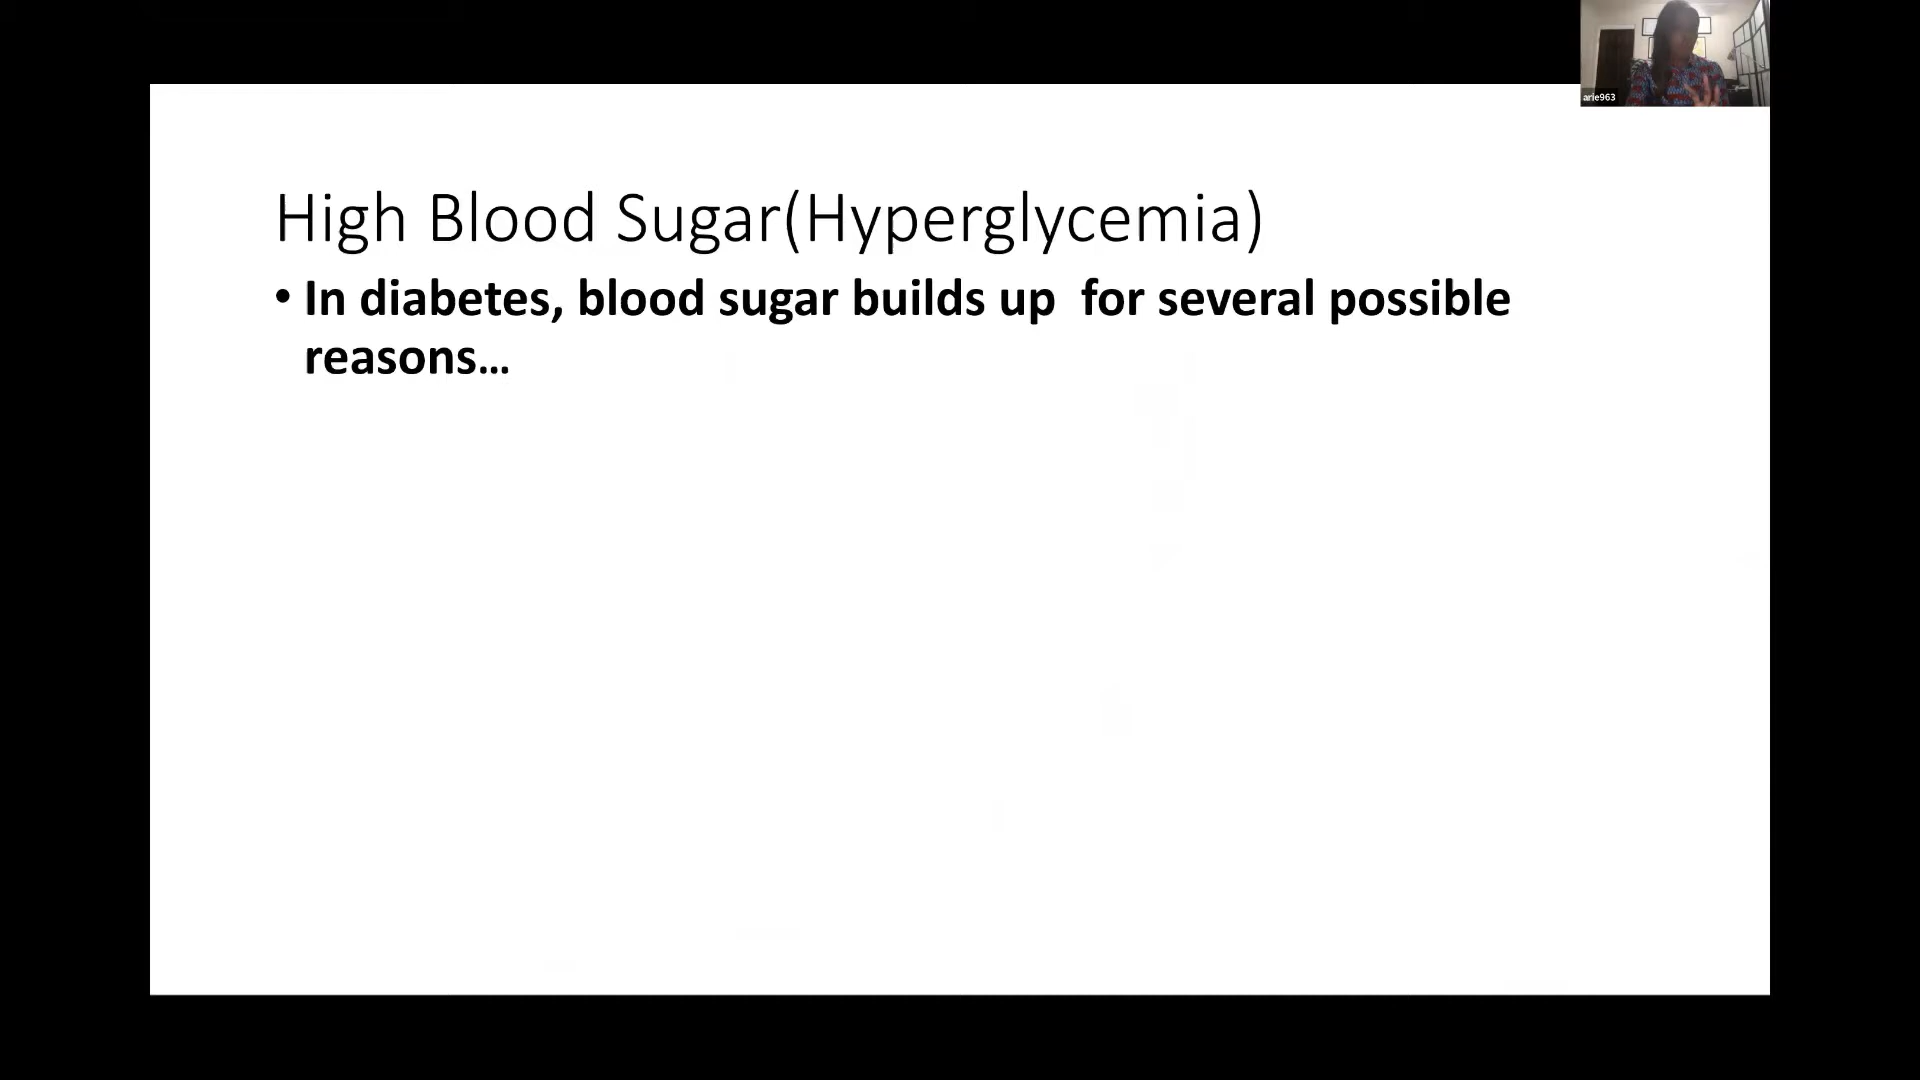 arie963
High Blood Sugar(Hyperglycemia)
• In diabetes, blood sugar builds up  for several possible
reasons…